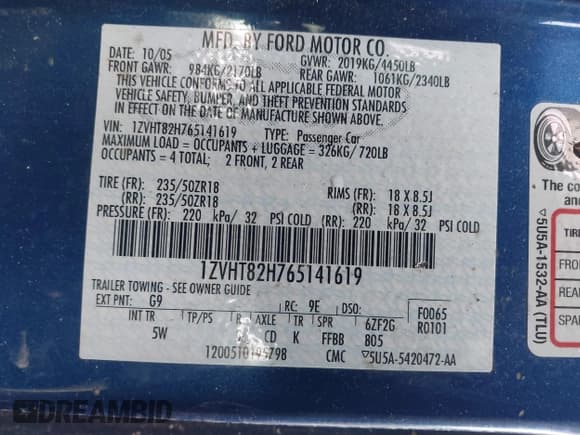 MFD. BY FORD MOTOR CO.
DATE: 10/05 GVWR: 2019KG/4450LB
FRONT GAWR: 984KG/2170LB REAR GAWR: 1061KG/2340LB
THIS VEHICLE CONFORMS TO ALL APPLICABLE FEDERAL MOTOR
VEHICLE SAFETY, BUMPER, AND THEFT PREVENTION STANDARDS
IN EFFECT ON THE DATE OF MANUFACTURE SHOWN ABOVE.
VIN: 1ZVHT82H765141619 TYPE: Passenger Car
MAXIMUM LOAD = OCCUPANTS + LUGGAGE = 326KG/720LB
OCCUPANTS = 4 TOTAL; 2 FRONT, 2 REAR
TIRE (FR): 235/50ZR18 RIMS (FR): 18 X 8.5J
(RR): 235/50ZR18 (RR): 18 X 8.5J
PRESSURE (FR): 220 kPa/ 32 PSI COLD (RR): 220 kPa/ 32 PSI COLD
1ZVHT82H765141619
TRAILER TOWING - SEE OWNER GUIDE
EXT PNT: G9 RC: 9E DSO: F0065
INT TR TP/PS R AXLE TR SPR 6ZF2G R0101
5W CD K FFBB B05
CMC ▽5U5A-5420472-AA
▽5U5A-1532-AA (TLU)
The co
and
TIRE
FRO
REA
SPA
DREAMBID